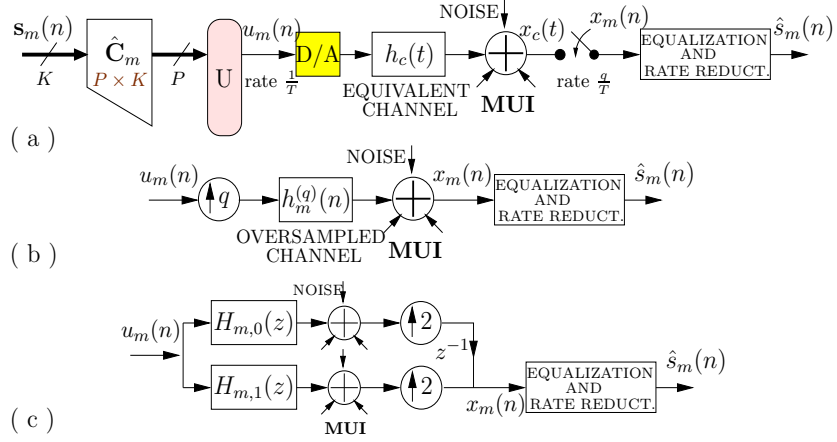 NOISE
s_m(n) Ĉ_m u_m(n) D/A h_c(t) x_c(t) x_m(n) EQUALIZATION ŝ_m(n)
P × K U AND
K P rate 1/T EQUIVALENT rate q/T RATE REDUCT.
CHANNEL MUI
( a )
NOISE
u_m(n) x_m(n) EQUALIZATION ŝ_m(n)
q h_m^(q)(n) AND
OVERSAMPLED RATE REDUCT.
CHANNEL MUI
( b )
NOISE
u_m(n) H_{m,0}(z) 2
z^{-1} EQUALIZATION ŝ_m(n)
H_{m,1}(z) 2 AND
x_m(n) RATE REDUCT.
MUI
( c )